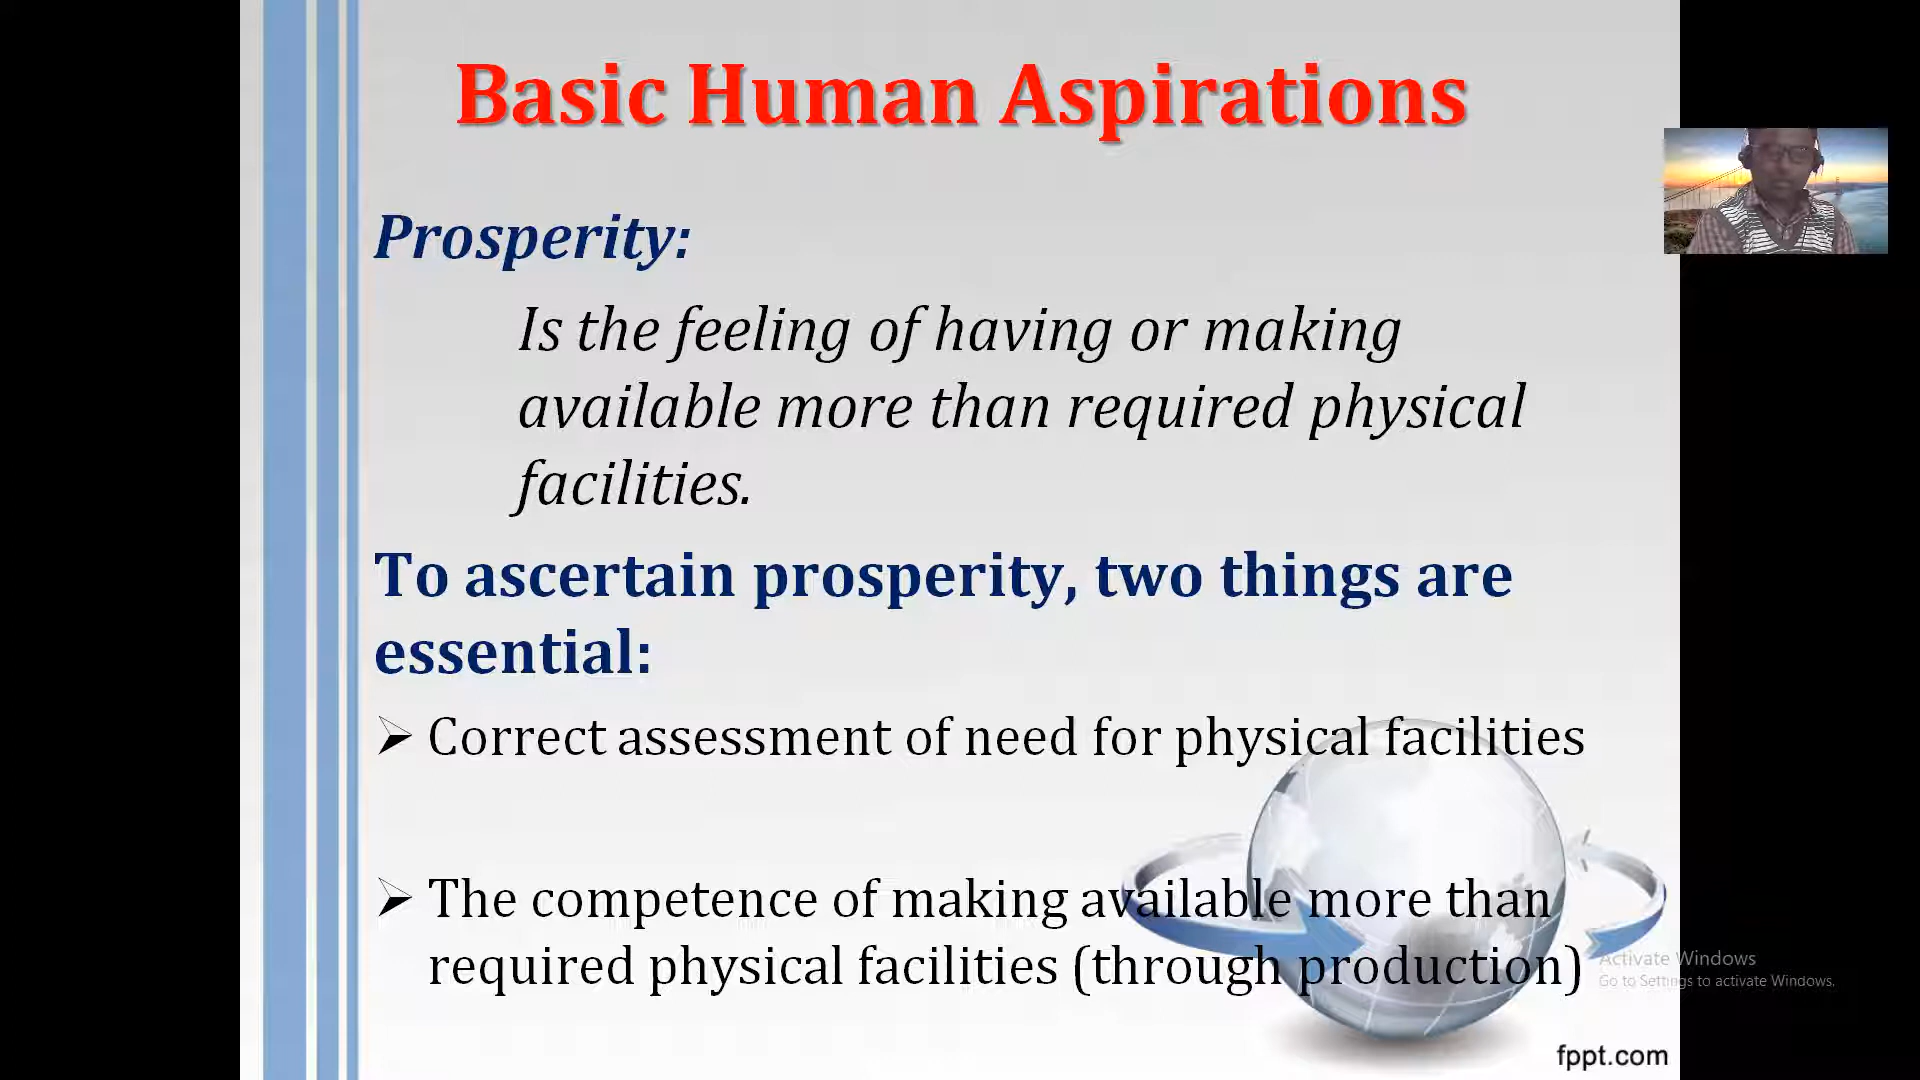 Basic Human Aspirations
Prosperity:
Is the feeling of having or making
available more than required physical
facilities.
To ascertain prosperity, two things are
essential:
➢ Correct assessment of need for physical facilities
➢ The competence of making available more than
required physical facilities (through production)
Activate Windows
Go to Settings to activate Windows.
fppt.com